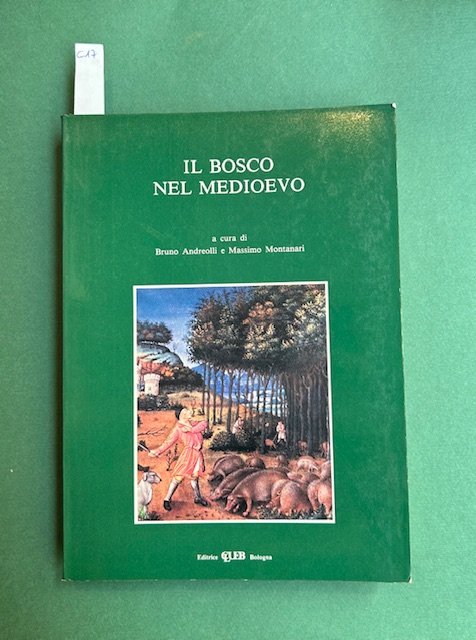 C17
IL BOSCO
NEL MEDIOEVO
a cura di
Bruno Andreolli e Massimo Montanari
Editrice CLUEB Bologna